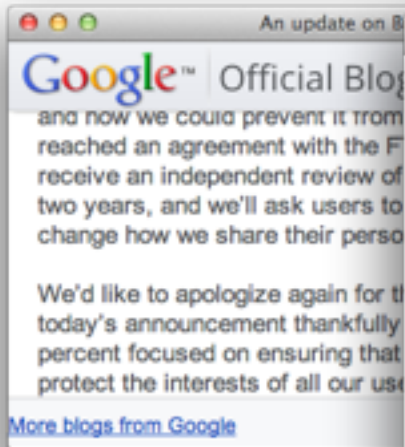 An update on B
Google™ Official Blog
and how we could prevent it from
reached an agreement with the F
receive an independent review of
two years, and we'll ask users to
change how we share their perso
We'd like to apologize again for th
today's announcement thankfully
percent focused on ensuring that
protect the interests of all our use
More blogs from Google